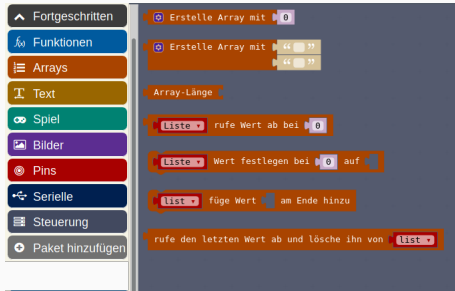 Fortgeschritten
Funktionen
Arrays
Text
Spiel
Bilder
Pins
Serielle
Steuerung
Paket hinzufügen
Erstelle Array mit 0
Erstelle Array mit “ ”
“ ”
Array-Länge
Liste rufe Wert ab bei 0
Liste Wert festlegen bei 0 auf
list füge Wert am Ende hinzu
rufe den letzten Wert ab und lösche ihn von list